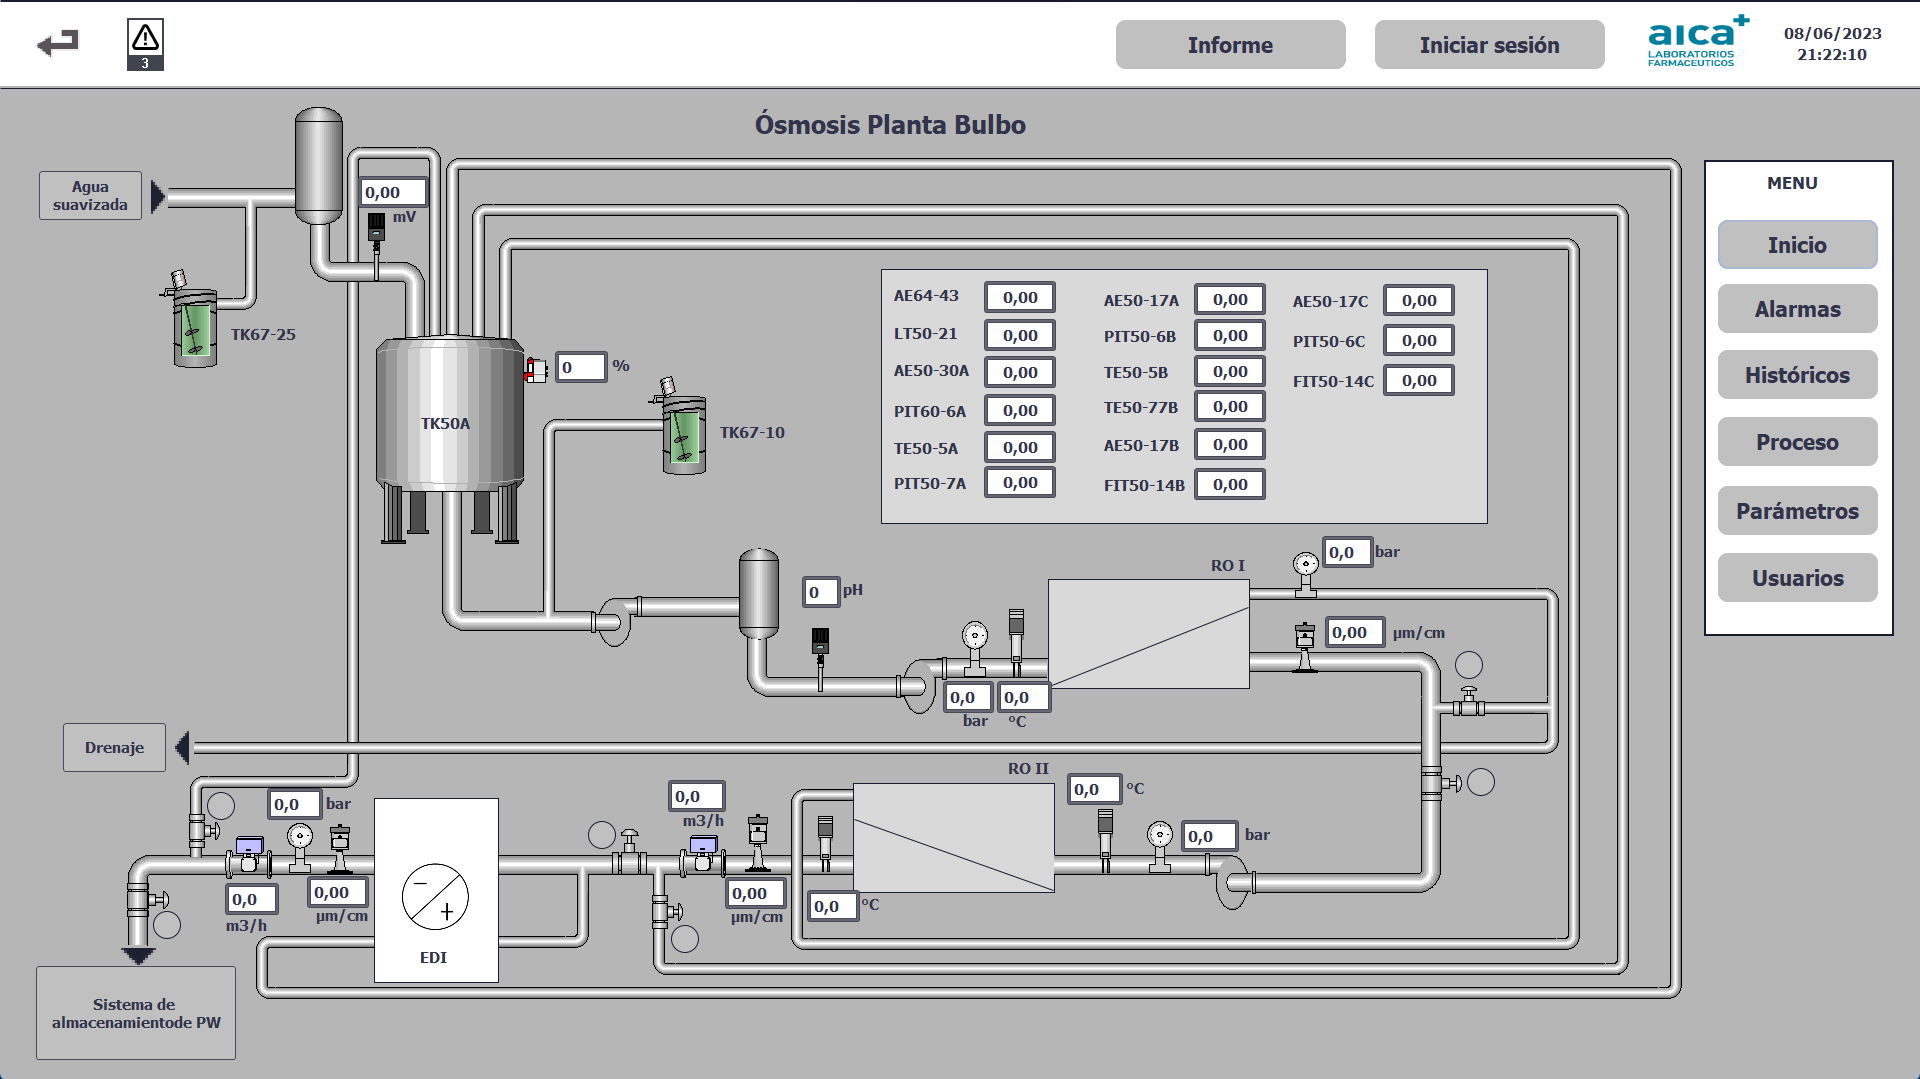 3
Informe
Iniciar sesión
aica+
LABORATORIOS
FARMACEUTICOS
08/06/2023
21:22:10
Ósmosis Planta Bulbo
Agua
suavizada
0,00
mV
TK67-25
TK50A
0
%
TK67-10
AE64-43 0,00
LT50-21 0,00
AE50-30A 0,00
PIT60-6A 0,00
TE50-5A 0,00
PIT50-7A 0,00
AE50-17A 0,00
PIT50-6B 0,00
TE50-5B 0,00
TE50-77B 0,00
AE50-17B 0,00
FIT50-14B 0,00
AE50-17C 0,00
PIT50-6C 0,00
FIT50-14C 0,00
MENU
Inicio
Alarmas
Históricos
Proceso
Parámetros
Usuarios
0
pH
RO I
0,0
bar
0,00
µm/cm
0,0
bar
0,0
ºC
Drenaje
RO II
0,0
bar
0,0
m3/h
0,0
ºC
0,0
bar
0,0
m3/h
0,00
µm/cm
0,00
µm/cm
0,0
ºC
−
+
EDI
Sistema de
almacenamientode PW